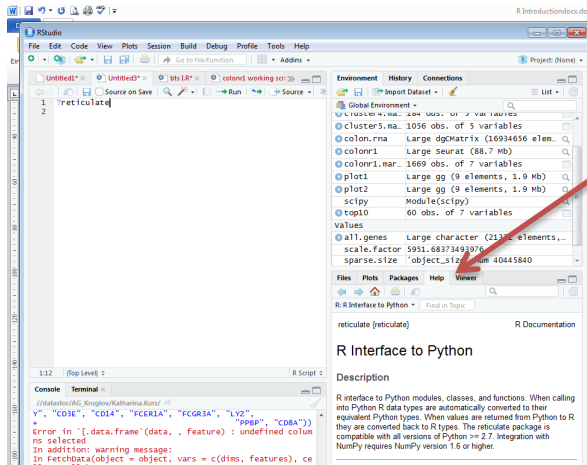 R Introductiondocx.do
RStudio
File Edit Code View Plots Session Build Debug Profile Tools Help
Go to file/function
Addins
Project: (None)
Untitled1* × Untitled3* × bts I.R* × colonr1 working scri
Source on Save
Run
Source
1 ?reticulate
2
1:12 (Top Level) R Script
Console Terminal ×
//datastor/AG_Kruglov/Katharina.Kurz/
Y", "CD3E", "CD14", "FCER1A", "FCGR3A", "LYZ",
+ "PPBP", "CD8A"))
Error in `[.data.frame`(data, , feature) : undefined colum
ns selected
In addition: Warning message:
In FetchData(object = object, vars = c(dims, features), ce
Environment History Connections
Import Dataset
List
Global Environment
cluster4.ma… 184 obs. of 5 variables
cluster5.ma… 1056 obs. of 5 variables
colon.rna Large dgCMatrix (16934656 elem…
colonr1 Large Seurat (88.7 Mb)
colonr1.mar… 1669 obs. of 7 variables
plot1 Large gg (9 elements, 1.9 Mb)
plot2 Large gg (9 elements, 1.9 Mb)
scipy Module(scipy)
top10 60 obs. of 7 variables
Values
all.genes Large character (21331 elements,…
scale.factor 5951.68373493976
sparse.size 'object_size' num 40445840
Files Plots Packages Help Viewer
R: R Interface to Python
Find in Topic
reticulate {reticulate} R Documentation
R Interface to Python
Description
R interface to Python modules, classes, and functions. When calling
into Python R data types are automatically converted to their
equivalent Python types. When values are returned from Python to R
they are converted back to R types. The reticulate package is
compatible with all versions of Python >= 2.7. Integration with
NumPy requires NumPy version 1.6 or higher.